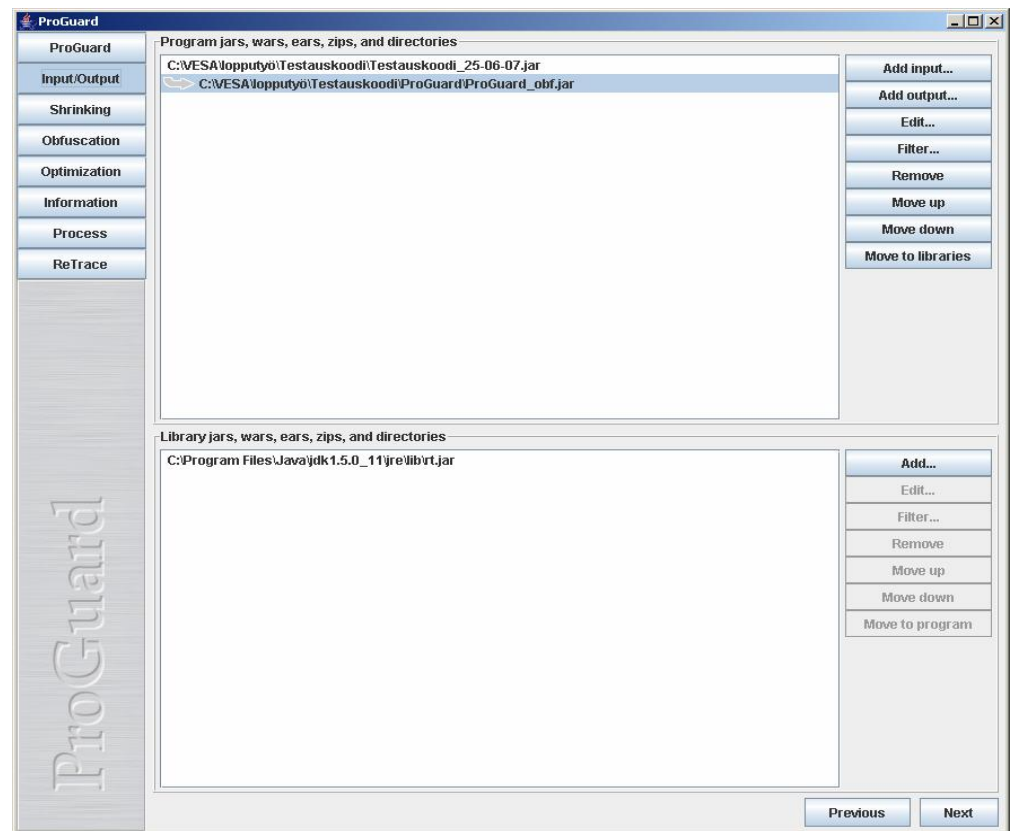 ProGuard
ProGuard
Input/Output
Shrinking
Obfuscation
Optimization
Information
Process
ReTrace
ProGuard
Program jars, wars, ears, zips, and directories
C:\VESA\lopputyö\Testauskoodi\Testauskoodi_25-06-07.jar
C:\VESA\lopputyö\Testauskoodi\ProGuard\ProGuard_obf.jar
Add input...
Add output...
Edit...
Filter...
Remove
Move up
Move down
Move to libraries
Library jars, wars, ears, zips, and directories
C:\Program Files\Java\jdk1.5.0_11\jre\lib\rt.jar
Add...
Edit...
Filter...
Remove
Move up
Move down
Move to program
Previous
Next